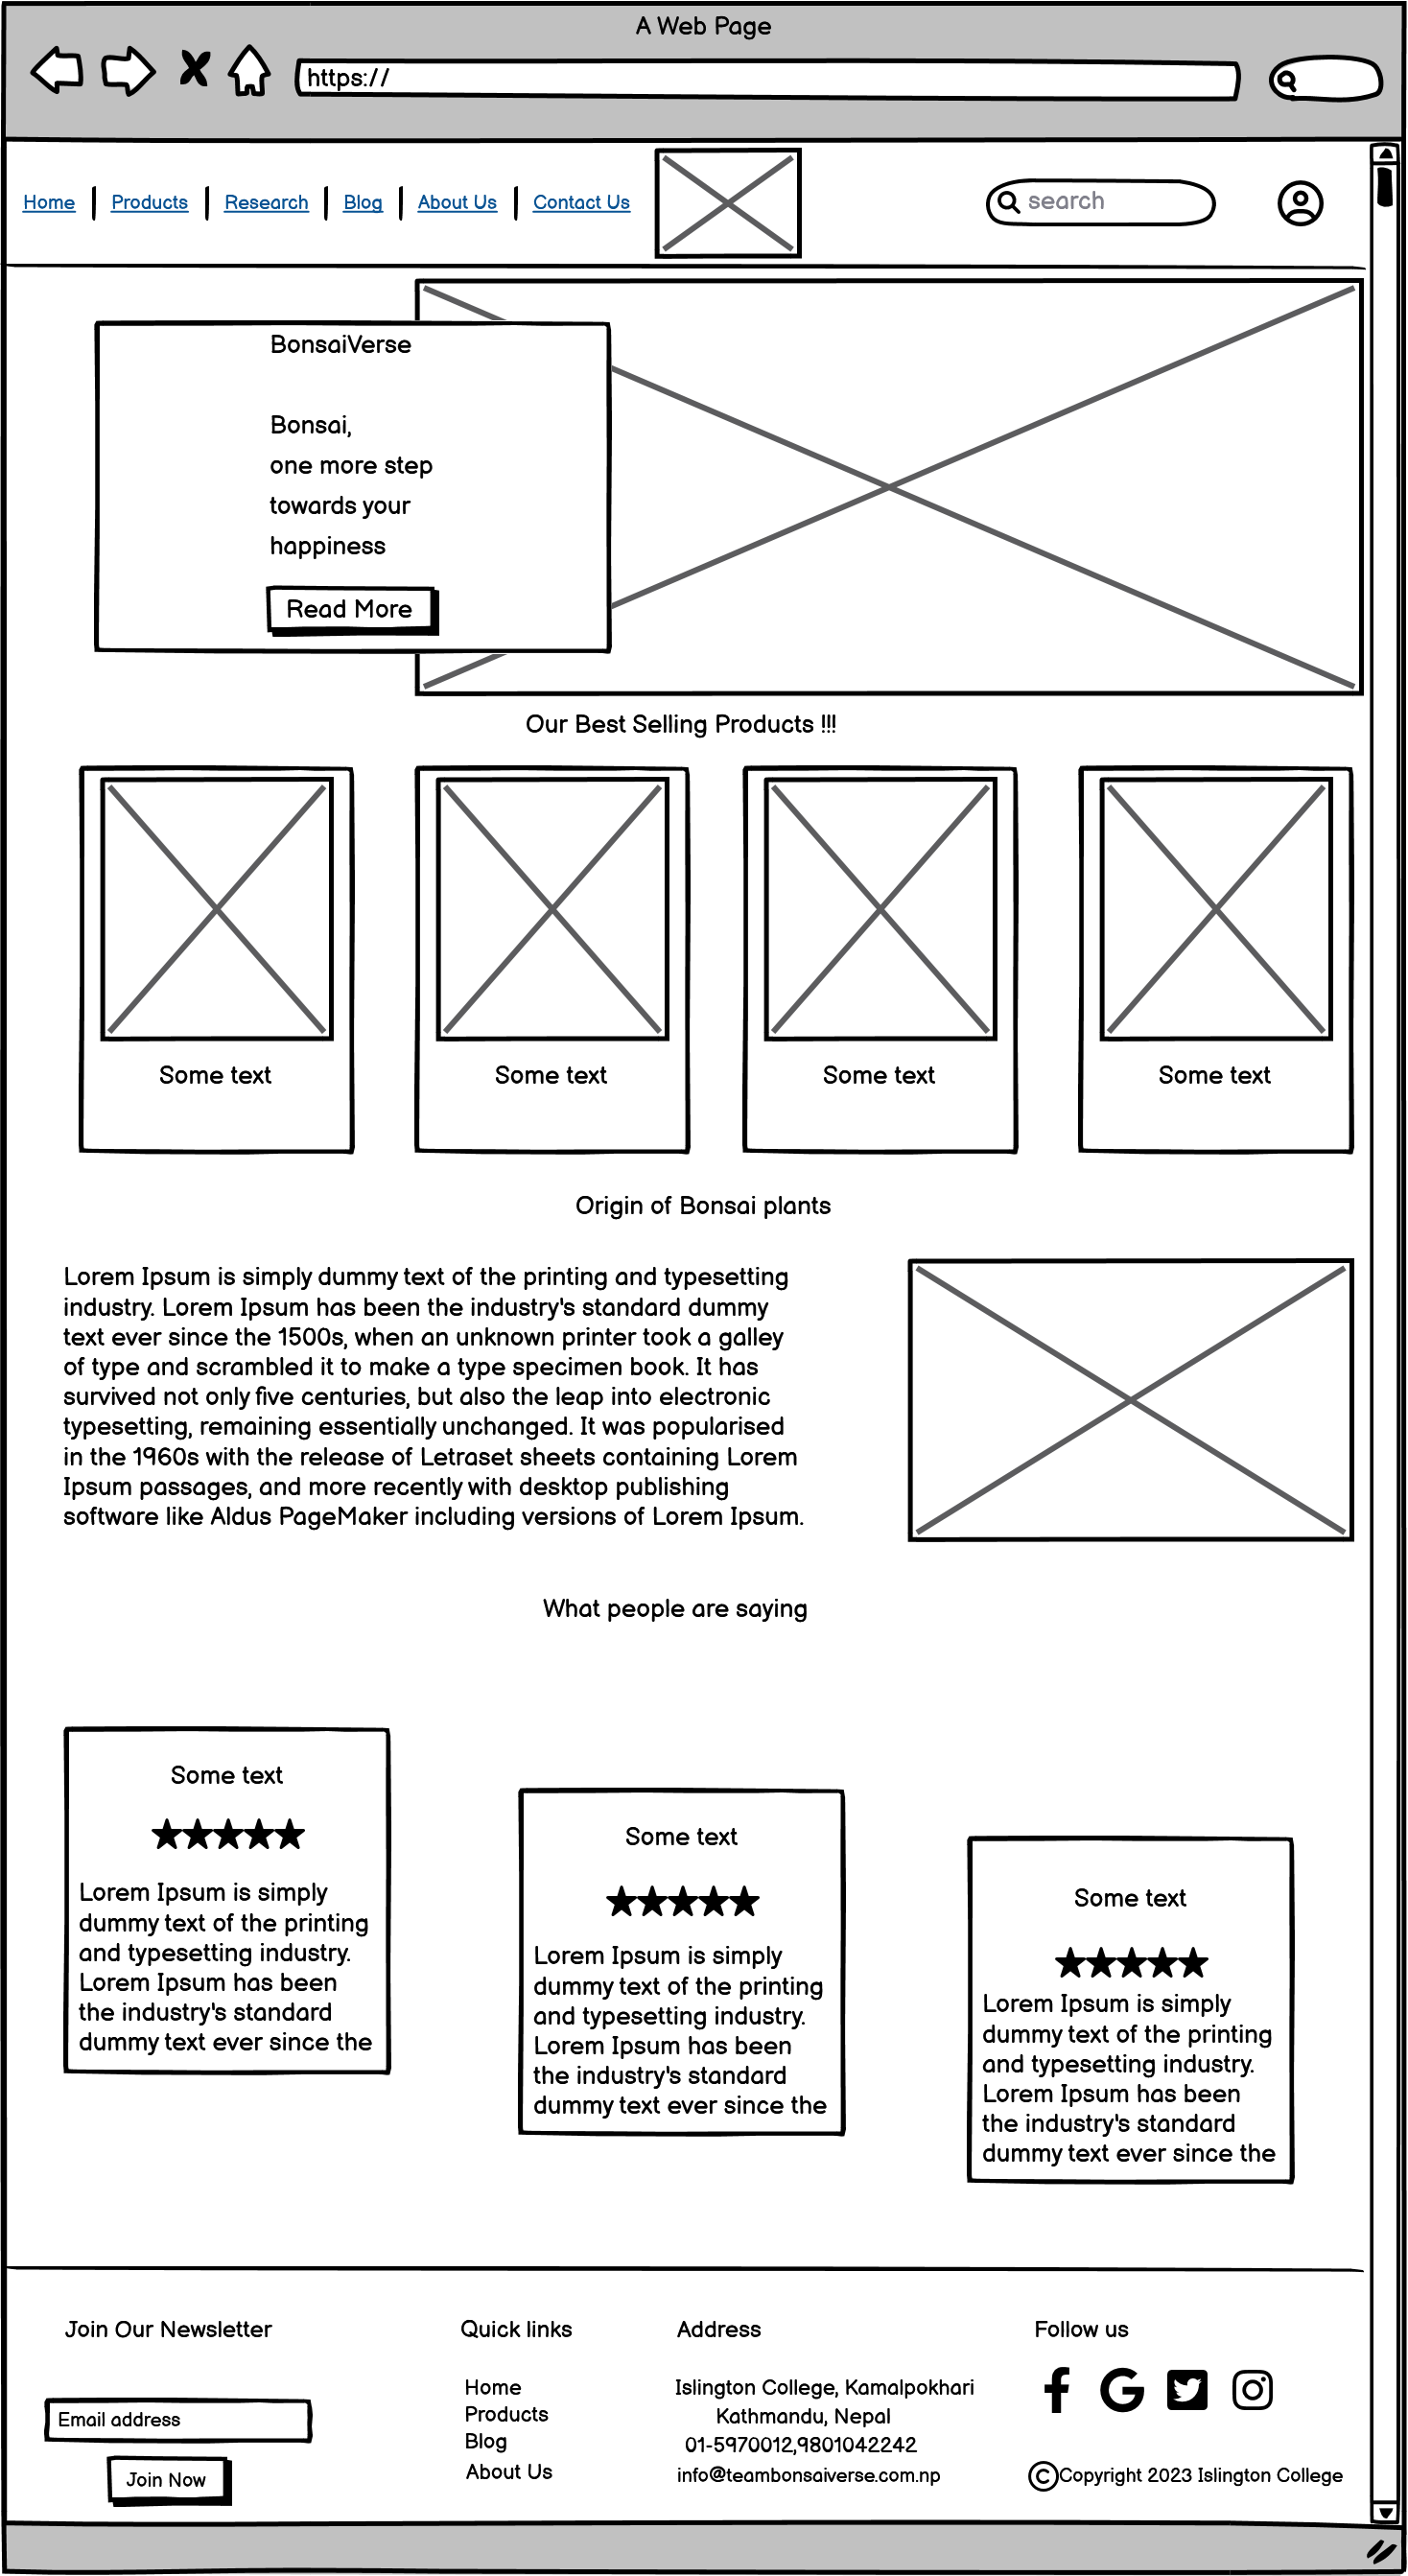 A Web Page
https://
Home
Products
Research
Blog
About Us
Contact Us
search
BonsaiVerse
Bonsai,
one more step
towards your
happiness
Read More
Our Best Selling Products !!!
Some text
Some text
Some text
Some text
Origin of Bonsai plants
Lorem Ipsum is simply dummy text of the printing and typesetting
industry. Lorem Ipsum has been the industry's standard dummy
text ever since the 1500s, when an unknown printer took a galley
of type and scrambled it to make a type specimen book. It has
survived not only five centuries, but also the leap into electronic
typesetting, remaining essentially unchanged. It was popularised
in the 1960s with the release of Letraset sheets containing Lorem
Ipsum passages, and more recently with desktop publishing
software like Aldus PageMaker including versions of Lorem Ipsum.
What people are saying
Some text
Lorem Ipsum is simply
dummy text of the printing
and typesetting industry.
Lorem Ipsum has been
the industry's standard
dummy text ever since the
Some text
Lorem Ipsum is simply
dummy text of the printing
and typesetting industry.
Lorem Ipsum has been
the industry's standard
dummy text ever since the
Some text
Lorem Ipsum is simply
dummy text of the printing
and typesetting industry.
Lorem Ipsum has been
the industry's standard
dummy text ever since the
Join Our Newsletter
Email address
Join Now
Quick links
Home
Products
Blog
About Us
Address
Islington College, Kamalpokhari
Kathmandu, Nepal
01-5970012,9801042242
info@teambonsaiverse.com.np
Follow us
©Copyright 2023 Islington College